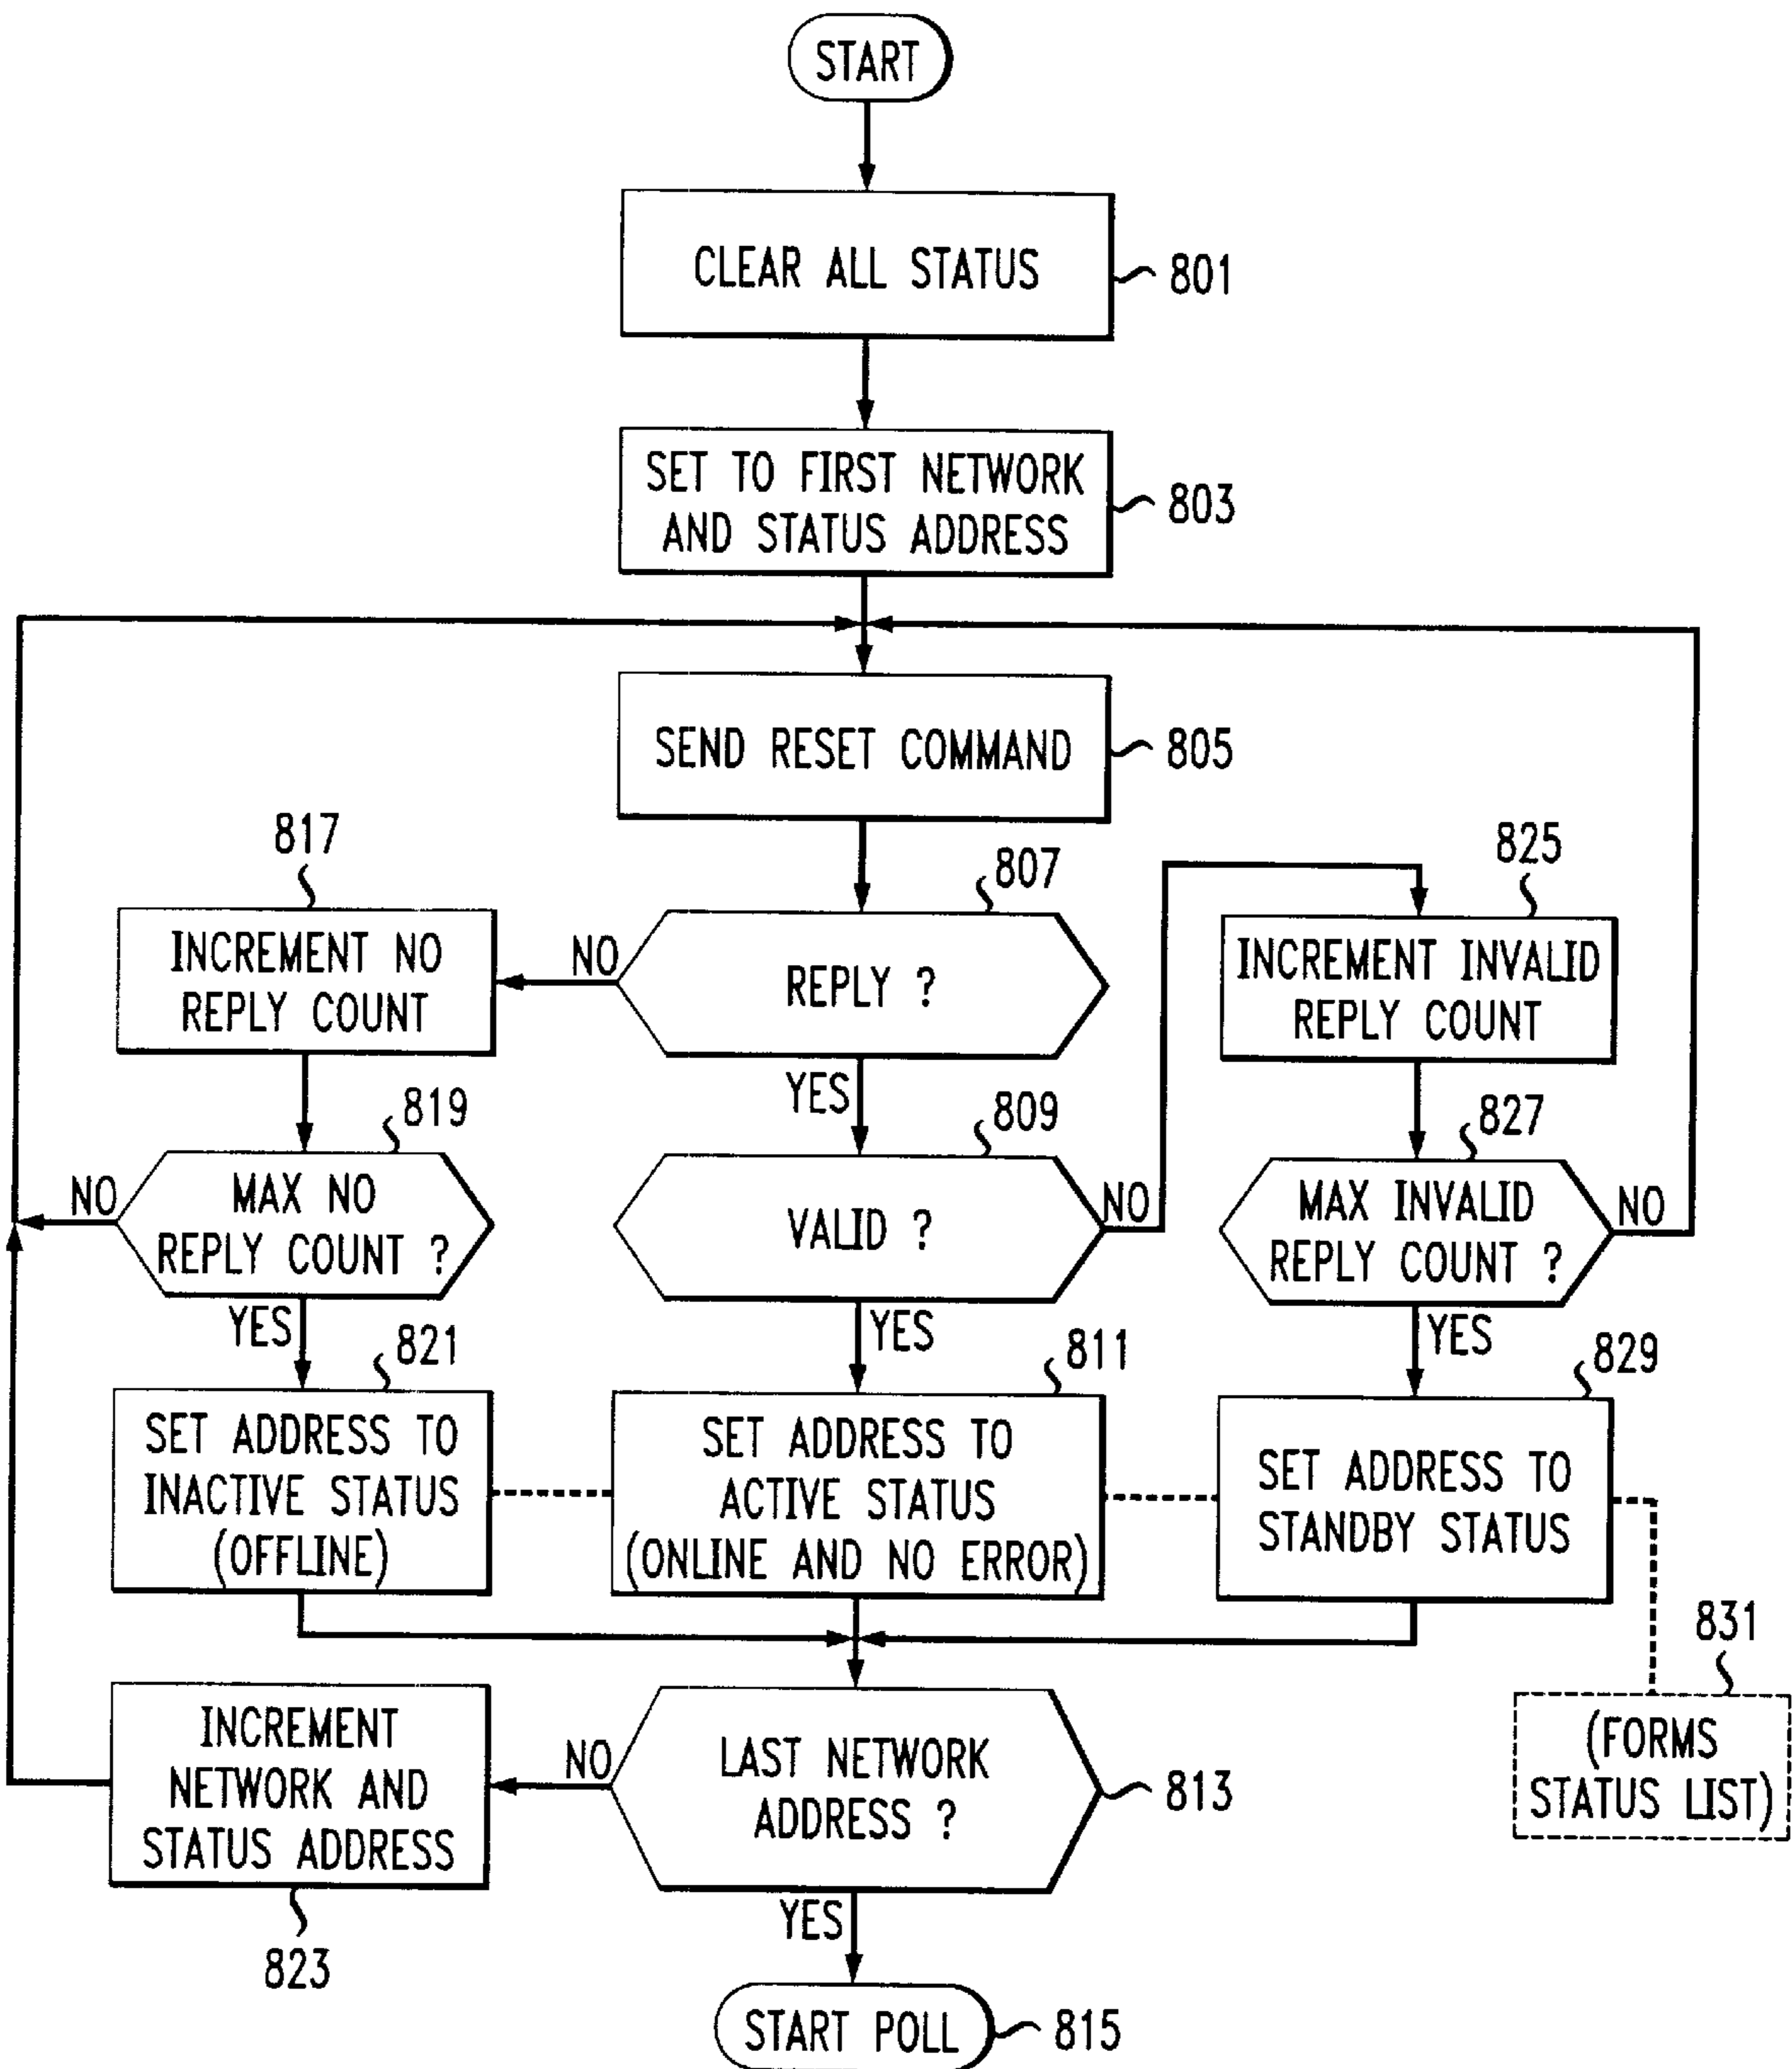 START
CLEAR ALL STATUS
801
SET TO FIRST NETWORK
AND STATUS ADDRESS
803
SEND RESET COMMAND
805
817
INCREMENT NO
REPLY COUNT
NO
807
REPLY ?
YES
825
INCREMENT INVALID
REPLY COUNT
819
NO
MAX NO
REPLY COUNT ?
YES
809
VALID ?
NO
YES
827
MAX INVALID
REPLY COUNT ?
NO
YES
821
SET ADDRESS TO
INACTIVE STATUS
(OFFLINE)
811
SET ADDRESS TO
ACTIVE STATUS
(ONLINE AND NO ERROR)
829
SET ADDRESS TO
STANDBY STATUS
831
(FORMS
STATUS LIST)
INCREMENT
NETWORK AND
STATUS ADDRESS
823
NO
LAST NETWORK
ADDRESS ?
813
YES
START POLL
815